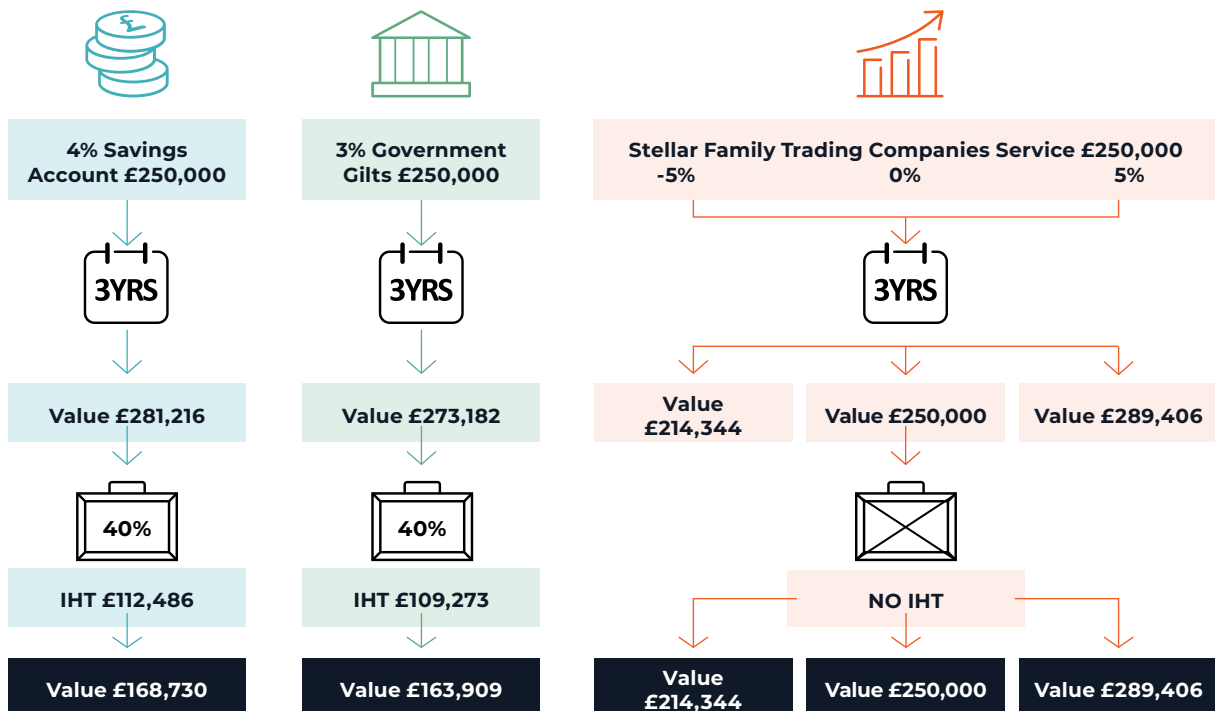 £
4% Savings
Account £250,000
3% Government
Gilts £250,000
Stellar Family Trading Companies Service £250,000
-5% 0% 5%
3YRS
3YRS
3YRS
Value £281,216
Value £273,182
Value
£214,344
Value £250,000
Value £289,406
40%
40%
IHT £112,486
IHT £109,273
NO IHT
Value £168,730
Value £163,909
Value
£214,344
Value £250,000
Value £289,406